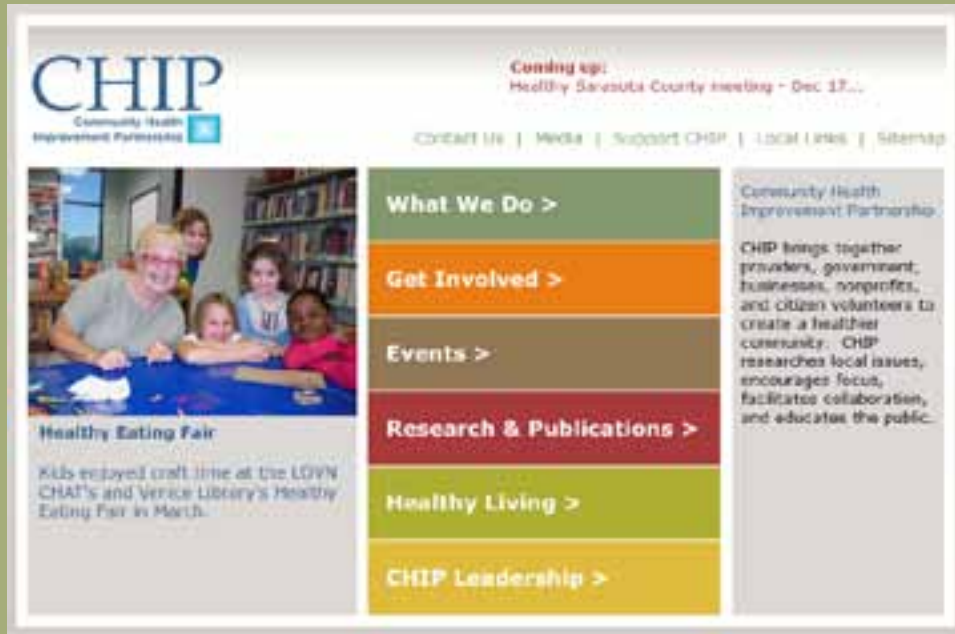 CHIP
Community Health
Improvement Partnership
Coming up:
Healthy Sarasota County meeting - Dec 17...
Contact Us | Media | Support CHIP | Local Links | Sitemap
Healthy Eating Fair
Kids enjoyed craft time at the LOVN
CHAT's and Venice Library's Healthy
Eating Fair in March.
What We Do >
Get Involved >
Events >
Research & Publications >
Healthy Living >
CHIP Leadership >
Community Health
Improvement Partnership
CHIP brings together
providers, government,
businesses, nonprofits,
and citizen volunteers to
create a healthier
community. CHIP
researches local issues,
encourages focus,
facilitates collaboration,
and educates the public.